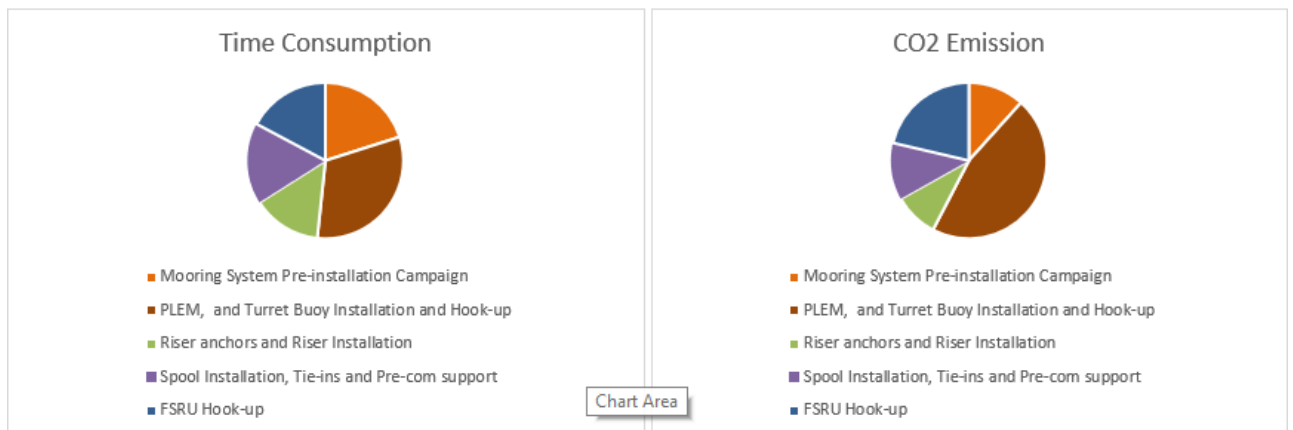 Time Consumption
Mooring System Pre-installation Campaign
PLEM, and Turret Buoy Installation and Hook-up
Riser anchors and Riser Installation
Spool Installation, Tie-ins and Pre-com support
FSRU Hook-up
Chart Area
CO2 Emission
Mooring System Pre-installation Campaign
PLEM, and Turret Buoy Installation and Hook-up
Riser anchors and Riser Installation
Spool Installation, Tie-ins and Pre-com support
FSRU Hook-up